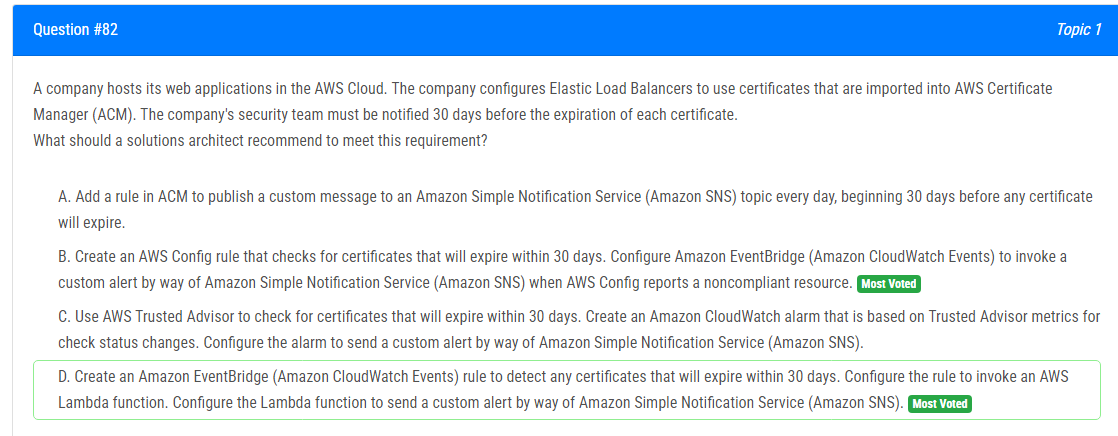 Question #82
Topic 1
A company hosts its web applications in the AWS Cloud. The company configures Elastic Load Balancers to use certificates that are imported into AWS Certificate
Manager (ACM). The company's security team must be notified 30 days before the expiration of each certificate.
What should a solutions architect recommend to meet this requirement?
A. Add a rule in ACM to publish a custom message to an Amazon Simple Notification Service (Amazon SNS) topic every day, beginning 30 days before any certificate
will expire.
B. Create an AWS Config rule that checks for certificates that will expire within 30 days. Configure Amazon EventBridge (Amazon CloudWatch Events) to invoke a
custom alert by way of Amazon Simple Notification Service (Amazon SNS) when AWS Config reports a noncompliant resource. Most Voted
C. Use AWS Trusted Advisor to check for certificates that will expire within 30 days. Create an Amazon CloudWatch alarm that is based on Trusted Advisor metrics for
check status changes. Configure the alarm to send a custom alert by way of Amazon Simple Notification Service (Amazon SNS).
D. Create an Amazon EventBridge (Amazon CloudWatch Events) rule to detect any certificates that will expire within 30 days. Configure the rule to invoke an AWS
Lambda function. Configure the Lambda function to send a custom alert by way of Amazon Simple Notification Service (Amazon SNS). Most Voted